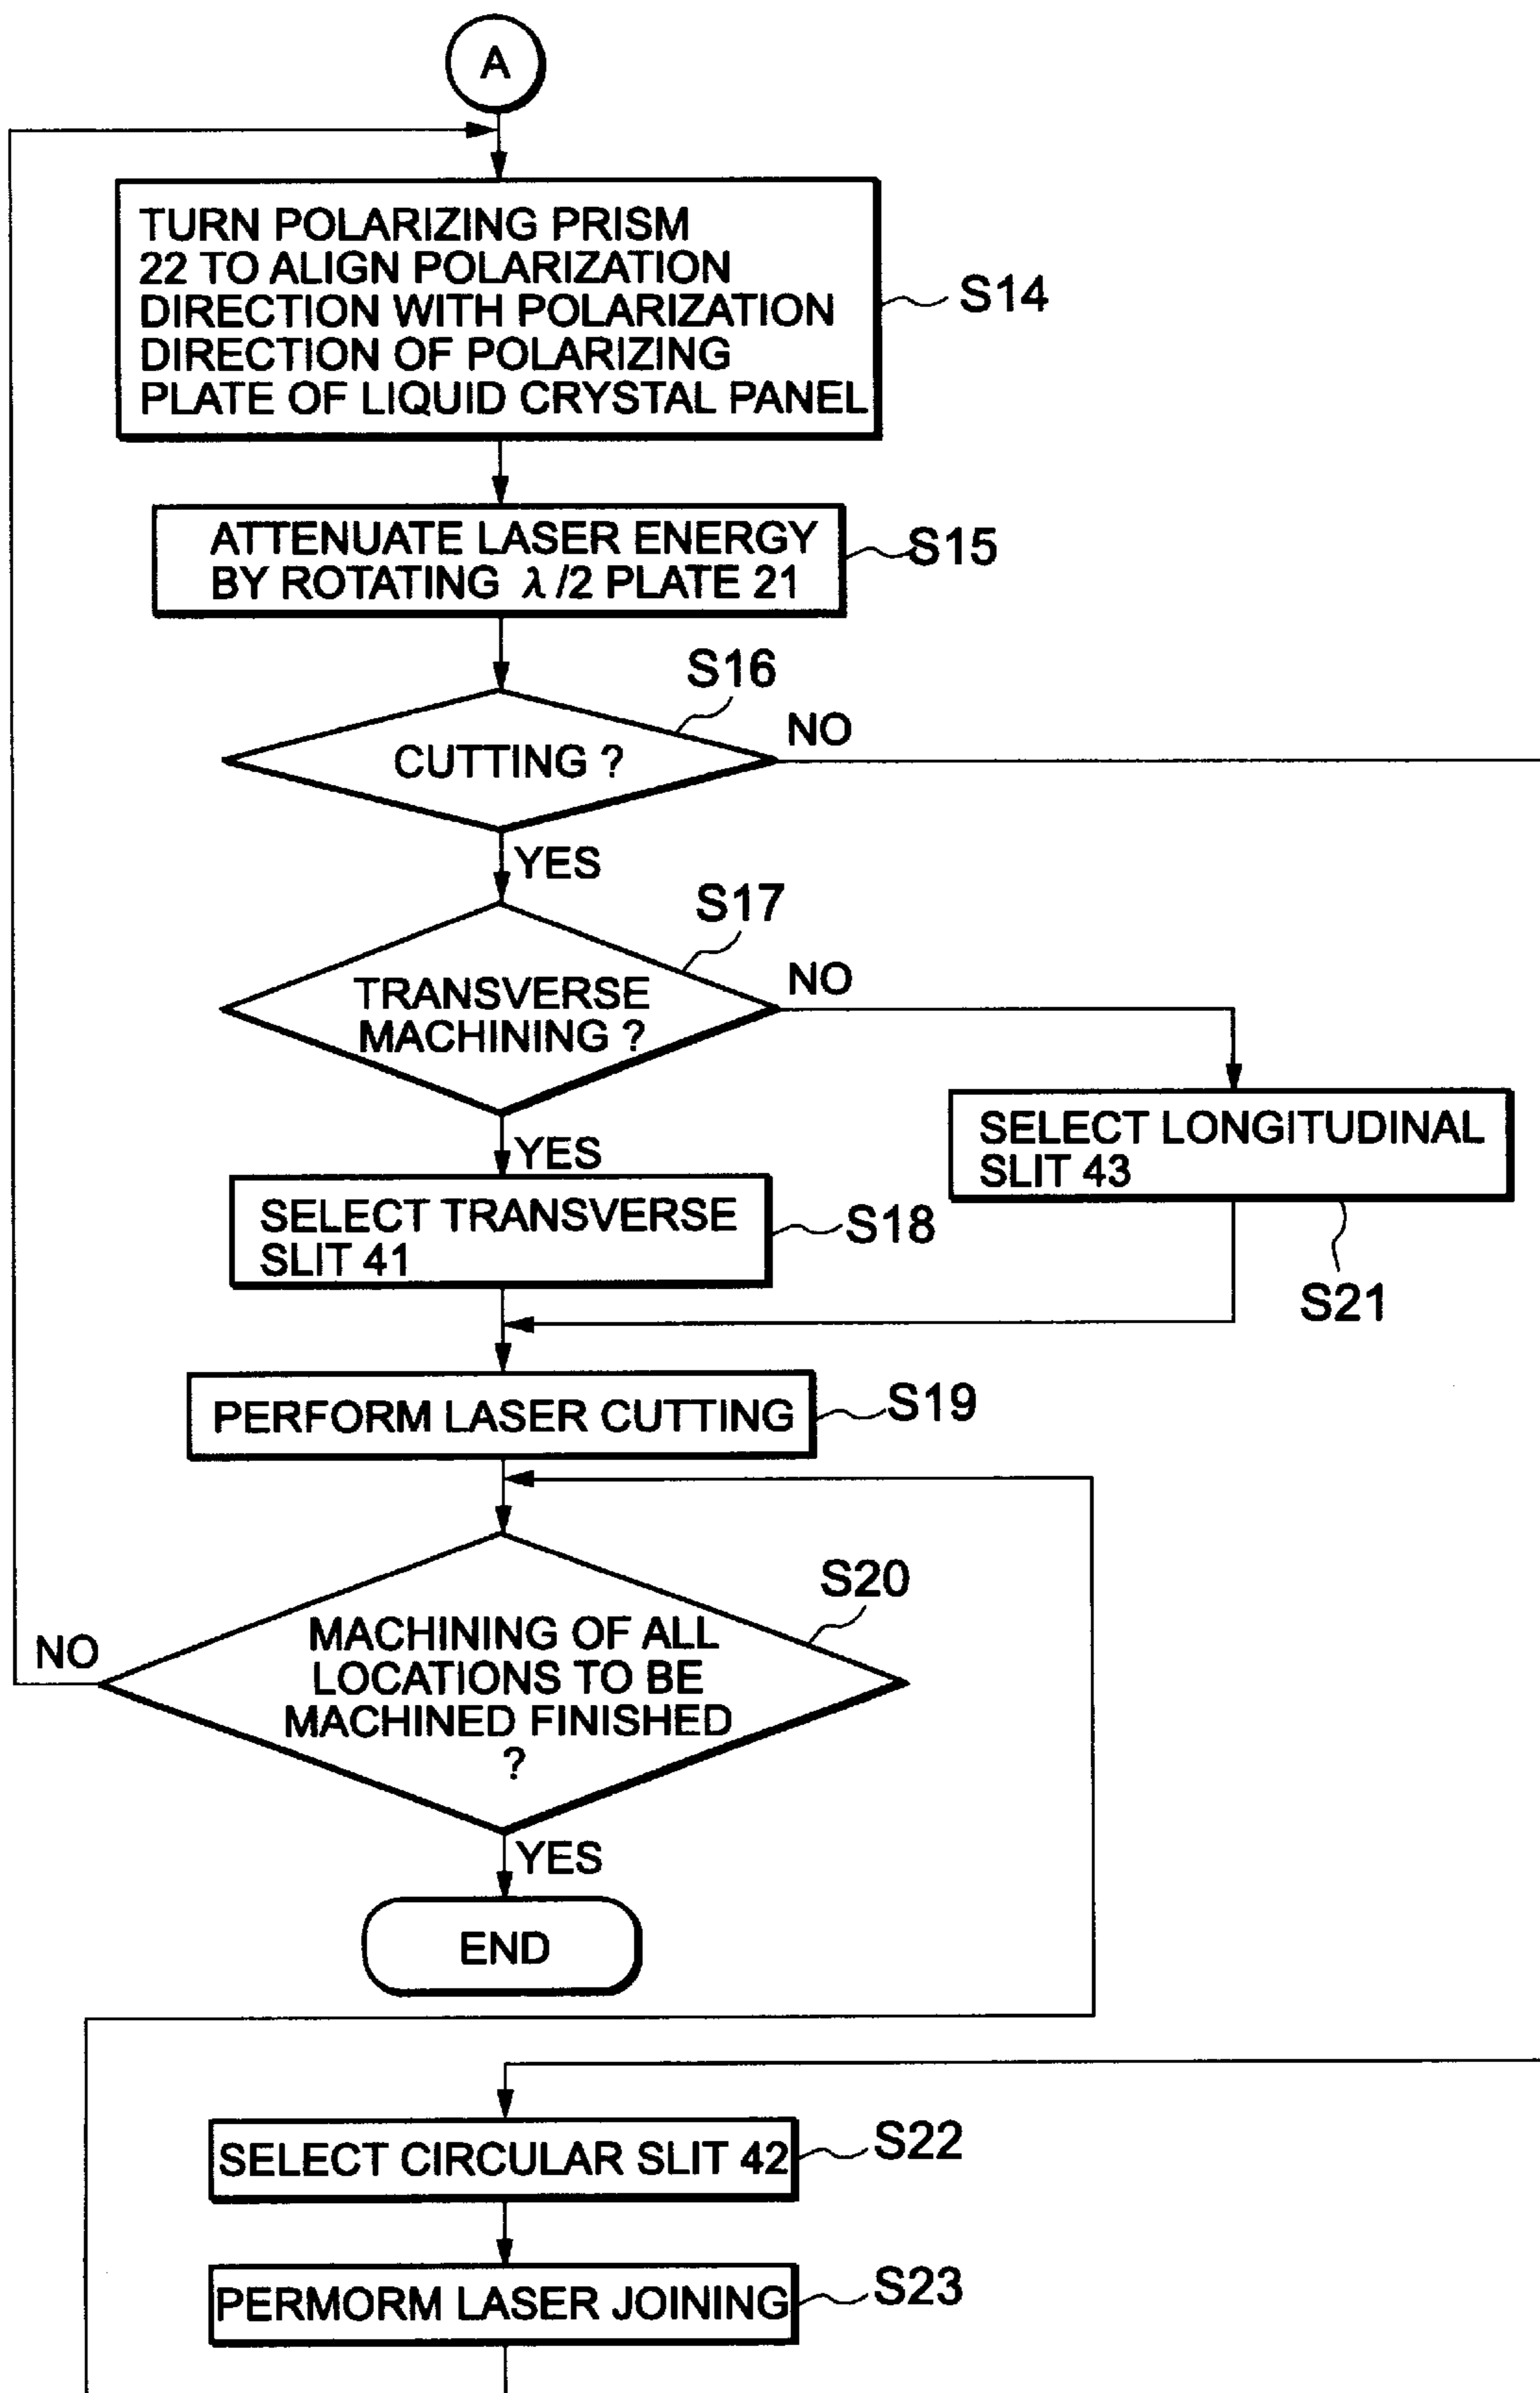 A
TURN POLARIZING PRISM
22 TO ALIGN POLARIZATION
DIRECTION WITH POLARIZATION
DIRECTION OF POLARIZING
PLATE OF LIQUID CRYSTAL PANEL
S14
ATTENUATE LASER ENERGY
BY ROTATING λ/2 PLATE 21
S15
S16
CUTTING ?
NO
YES
S17
TRANSVERSE
MACHINING ?
NO
YES
SELECT LONGITUDINAL
SLIT 43
S21
SELECT TRANSVERSE
SLIT 41
S18
PERFORM LASER CUTTING
S19
S20
MACHINING OF ALL
LOCATIONS TO BE
MACHINED FINISHED
?
NO
YES
END
SELECT CIRCULAR SLIT 42
S22
PERMORM LASER JOINING
S23